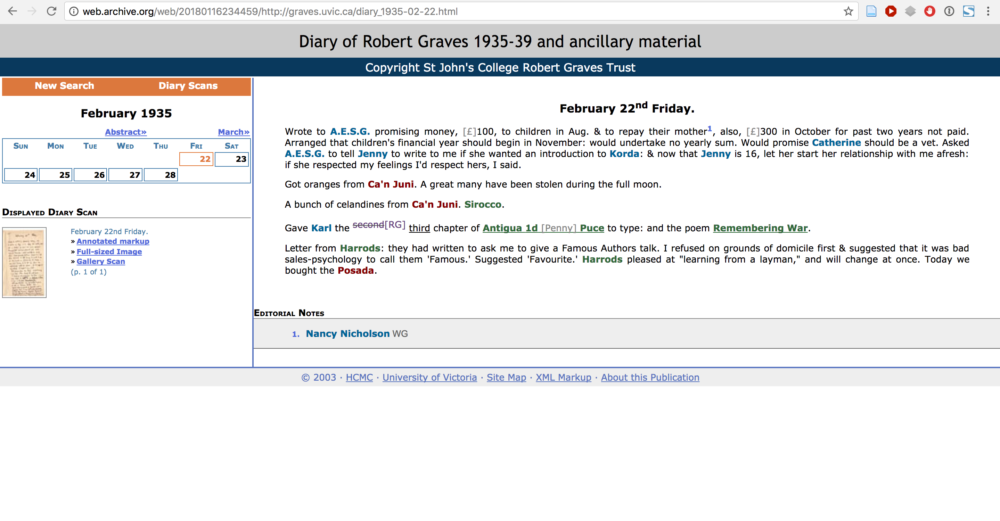 web.archive.org/web/20180116234459/http://graves.uvic.ca/diary_1935-02-22.html
Diary of Robert Graves 1935-39 and ancillary material
Copyright St John's College Robert Graves Trust
New Search Diary Scans
February 1935
Abstract» March»
Sun Mon Tue Wed Thu Fri Sat
22 23
24 25 26 27 28
Displayed Diary Scan
February 22nd Friday.
» Annotated markup
» Full-sized Image
» Gallery Scan
(p. 1 of 1)
February 22nd Friday.
Wrote to A.E.S.G. promising money, [£]100, to children in Aug. & to repay their mother1, also, [£]300 in October for past two years not paid.
Arranged that children's financial year should begin in November: would undertake no yearly sum. Would promise Catherine should be a vet. Asked
A.E.S.G. to tell Jenny to write to me if she wanted an introduction to Korda: & now that Jenny is 16, let her start her relationship with me afresh:
if she respected my feelings I'd respect hers, I said.
Got oranges from Ca'n Juni. A great many have been stolen during the full moon.
A bunch of celandines from Ca'n Juni. Sirocco.
Gave Karl the second[RG] third chapter of Antigua 1d [Penny] Puce to type: and the poem Remembering War.
Letter from Harrods: they had written to ask me to give a Famous Authors talk. I refused on grounds of domicile first & suggested that it was bad
sales-psychology to call them 'Famous.' Suggested 'Favourite.' Harrods pleased at "learning from a layman," and will change at once. Today we
bought the Posada.
Editorial Notes
1. Nancy Nicholson WG
© 2003 · HCMC · University of Victoria · Site Map · XML Markup · About this Publication